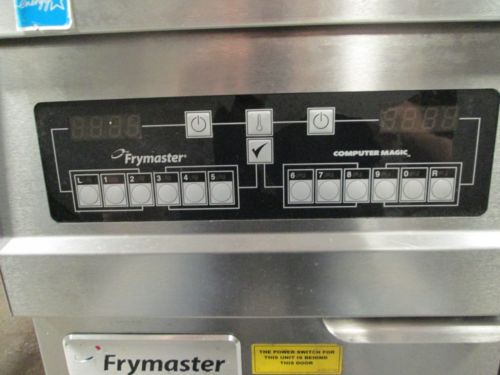 energy
Frymaster
COMPUTER MAGIC
L 1 2 3 4 5
6 7 8 9 0 R
Frymaster
THE POWER SWITCH FOR
THIS UNIT IS BEHIND
THIS DOOR